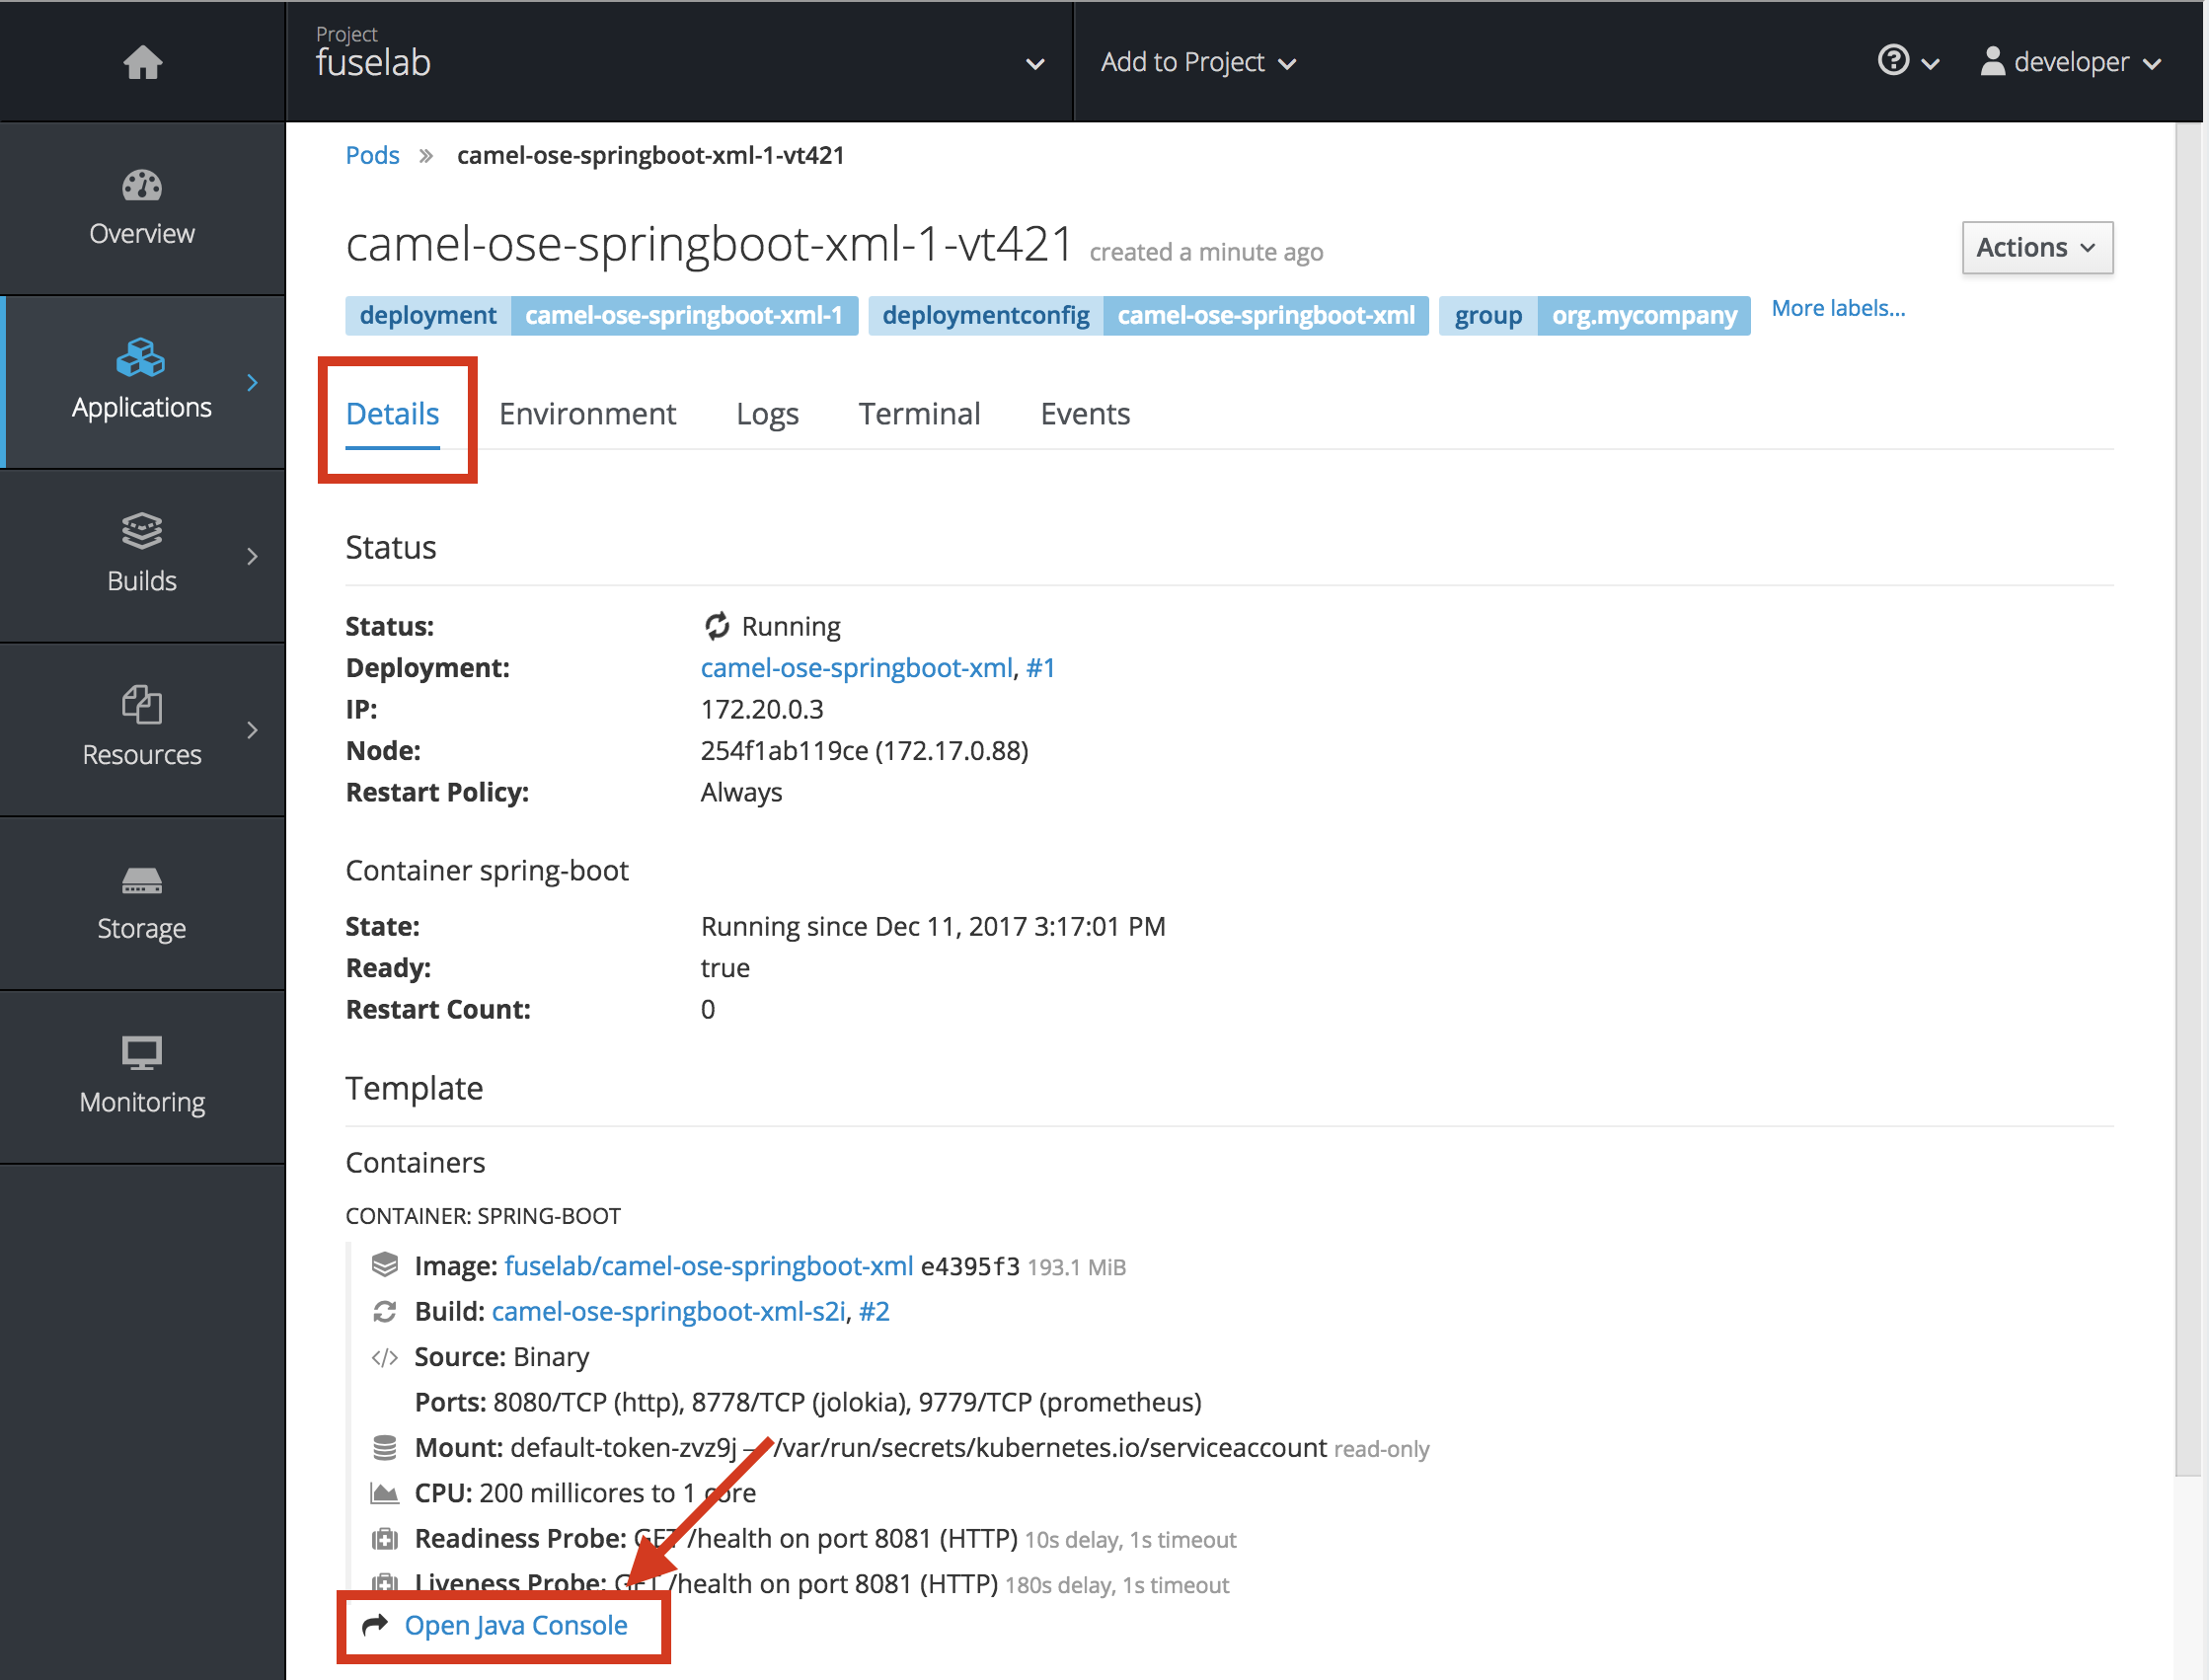 Project
fuselab
Add to Project
developer
Overview
Applications
Builds
Resources
Storage
Monitoring
Pods » camel-ose-springboot-xml-1-vt421
camel-ose-springboot-xml-1-vt421 created a minute ago
Actions
deployment camel-ose-springboot-xml-1 deploymentconfig camel-ose-springboot-xml group org.mycompany More labels...
Details Environment Logs Terminal Events
Status
Status: Running
Deployment: camel-ose-springboot-xml, #1
IP: 172.20.0.3
Node: 254f1ab119ce (172.17.0.88)
Restart Policy: Always
Container spring-boot
State: Running since Dec 11, 2017 3:17:01 PM
Ready: true
Restart Count: 0
Template
Containers
CONTAINER: SPRING-BOOT
Image: fuselab/camel-ose-springboot-xml e4395f3 193.1 MiB
Build: camel-ose-springboot-xml-s2i, #2
</> Source: Binary
Ports: 8080/TCP (http), 8778/TCP (jolokia), 9779/TCP (prometheus)
Mount: default-token-zvz9j – /var/run/secrets/kubernetes.io/serviceaccount read-only
CPU: 200 millicores to 1 core
Readiness Probe: GET /health on port 8081 (HTTP) 10s delay, 1s timeout
Liveness Probe: GET /health on port 8081 (HTTP) 180s delay, 1s timeout
Open Java Console